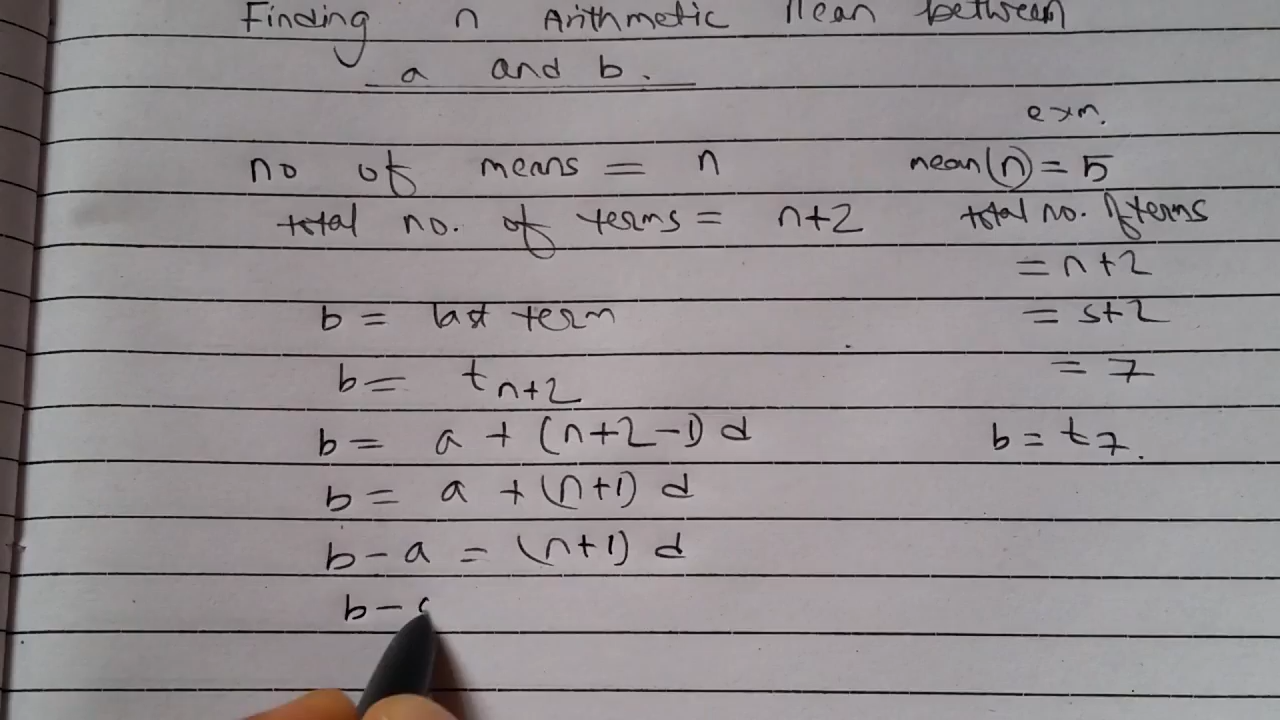 Finding n Arithmetic Mean between
a and b.
no of means = n
total no. of terms = n+2
b = last term
b = t n+2
b = a + (n+2-1) d
b = a + (n+1) d
b - a = (n+1) d
b -
exm.
mean(n) = 5
total no. of terms
= n+2
= 5+2
= 7
b = t7.